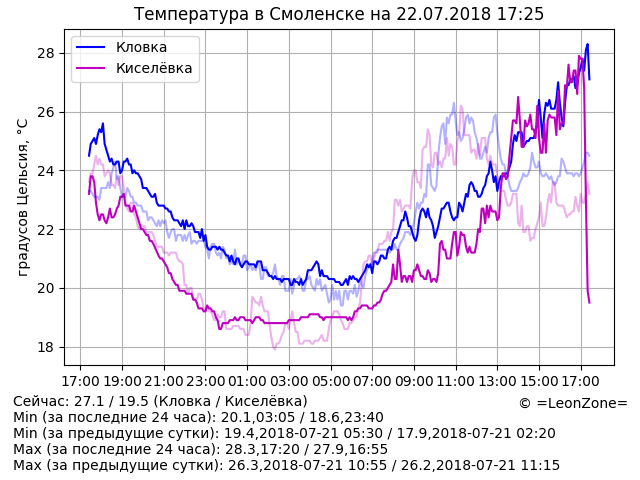 Температура в Смоленске на 22.07.2018 17:25
Кловка
Киселёвка
градусов Цельсия, °C
28
26
24
22
20
18
17:00 19:00 21:00 23:00 01:00 03:00 05:00 07:00 09:00 11:00 13:00 15:00 17:00
Сейчас: 27.1 / 19.5 (Кловка / Киселёвка)
© =LeonZone=
Min (за последние 24 часа): 20.1,03:05 / 18.6,23:40
Min (за предыдущие сутки): 19.4,2018-07-21 05:30 / 17.9,2018-07-21 02:20
Max (за последние 24 часа): 28.3,17:20 / 27.9,16:55
Max (за предыдущие сутки): 26.3,2018-07-21 10:55 / 26.2,2018-07-21 11:15